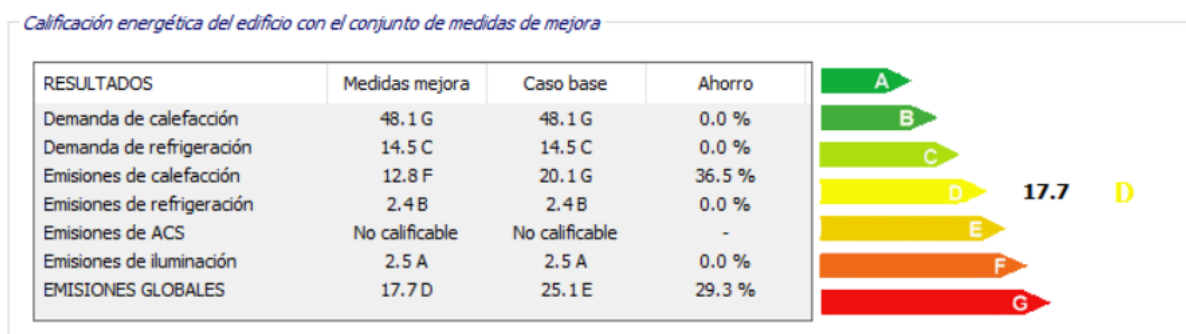 Calificación energética del edificio con el conjunto de medidas de mejora
RESULTADOS Medidas mejora Caso base Ahorro
Demanda de calefacción 48.1 G 48.1 G 0.0 %
Demanda de refrigeración 14.5 C 14.5 C 0.0 %
Emisiones de calefacción 12.8 F 20.1 G 36.5 %
Emisiones de refrigeración 2.4 B 2.4 B 0.0 %
Emisiones de ACS No calificable No calificable -
Emisiones de iluminación 2.5 A 2.5 A 0.0 %
EMISIONES GLOBALES 17.7 D 25.1 E 29.3 %
A
B
C
D 17.7 D
E
F
G